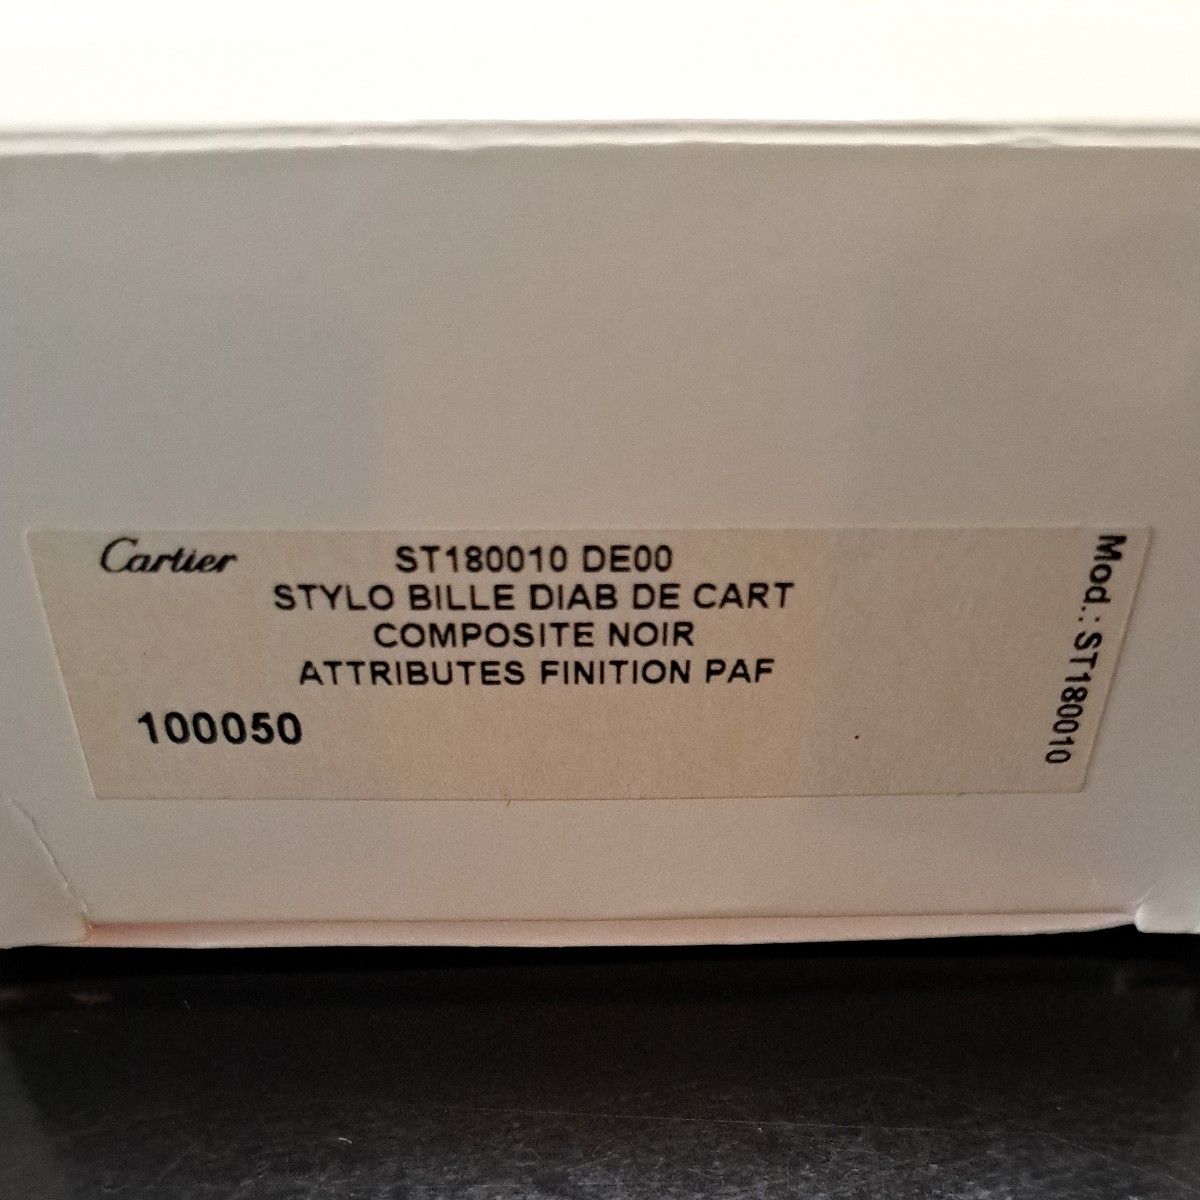 Cartier
ST180010 DE00
STYLO BILLE DIAB DE CART
COMPOSITE NOIR
ATTRIBUTES FINITION PAF
100050
Mod.: ST180010